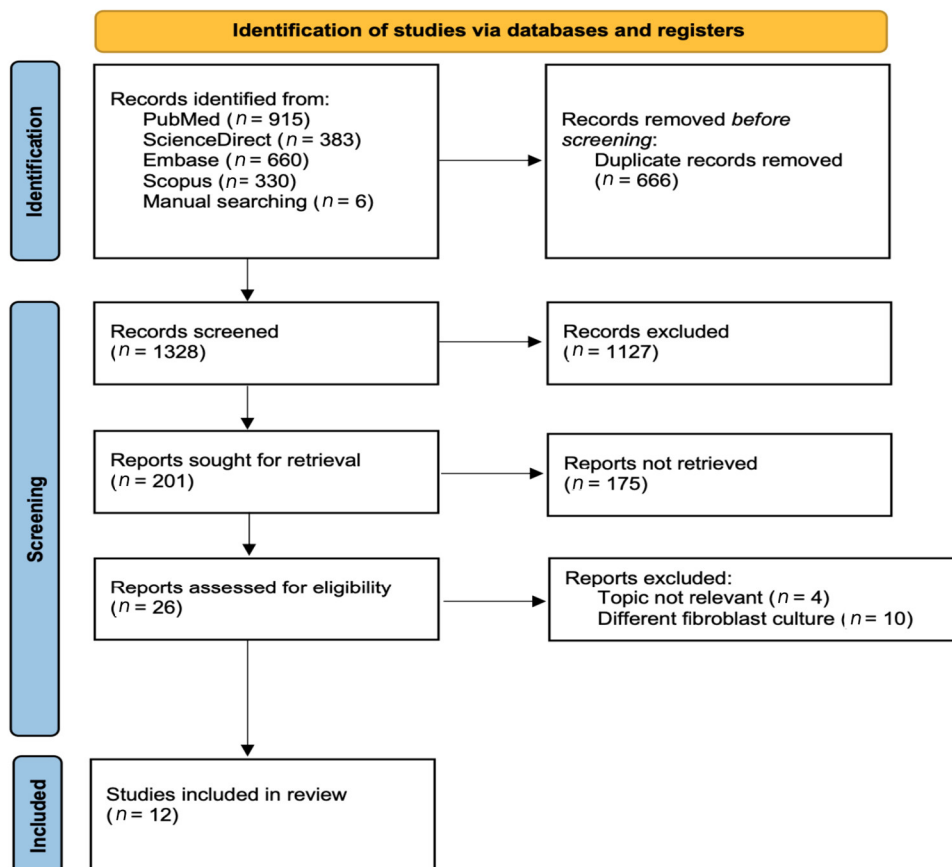 Identification of studies via databases and registers
Identification
Records identified from:
PubMed (n = 915)
ScienceDirect (n = 383)
Embase (n = 660)
Scopus (n = 330)
Manual searching (n = 6)
Records removed before
screening:
Duplicate records removed
(n = 666)
Screening
Records screened
(n = 1328)
Records excluded
(n = 1127)
Reports sought for retrieval
(n = 201)
Reports not retrieved
(n = 175)
Reports assessed for eligibility
(n = 26)
Reports excluded:
Topic not relevant (n = 4)
Different fibroblast culture (n = 10)
Included
Studies included in review
(n = 12)